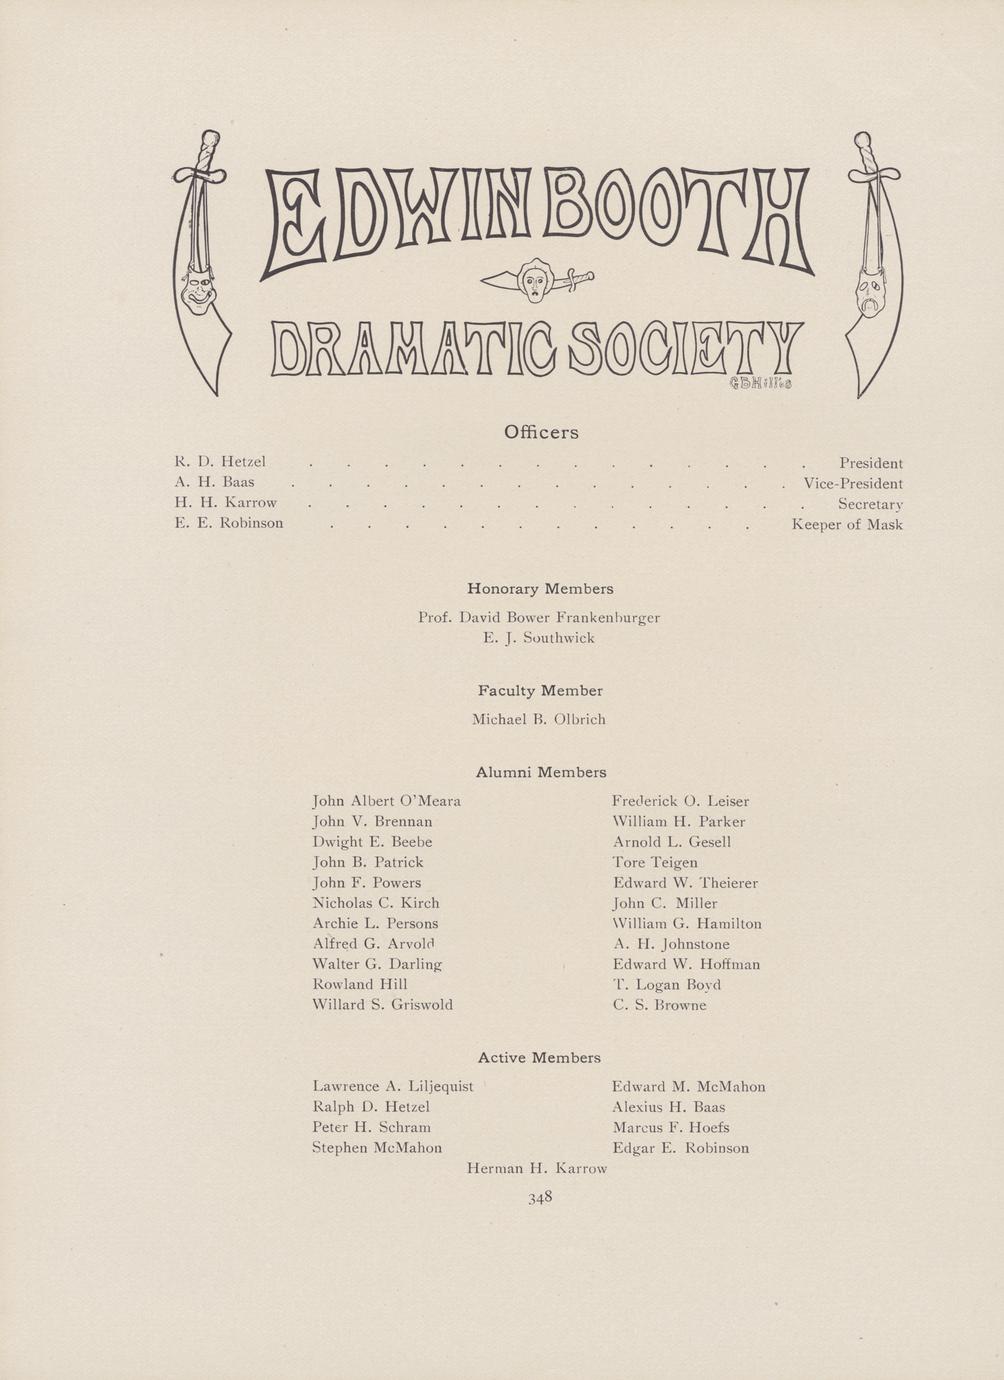 EDWIN BOOTH
DRAMATIC SOCIETY
Officers
R. D. Hetzel . . . . . . . . . . . . . . President
A. H. Baas . . . . . . . . . . . . . . Vice-President
H. H. Karrow . . . . . . . . . . . . . . Secretary
E. E. Robinson . . . . . . . . . . . . Keeper of Mask
Honorary Members
Prof. David Bower Frankenburger
E. J. Southwick
Faculty Member
Michael B. Olbrich
Alumni Members
John Albert O'Meara Frederick O. Leiser
John V. Brennan William H. Parker
Dwight E. Beebe Arnold L. Gesell
John B. Patrick Tore Teigen
John F. Powers Edward W. Theierer
Nicholas C. Kirch John C. Miller
Archie L. Persons William G. Hamilton
Alfred G. Arvold A. H. Johnstone
Walter G. Darling Edward W. Hoffman
Rowland Hill T. Logan Boyd
Willard S. Griswold C. S. Browne
Active Members
Lawrence A. Liljequist Edward M. McMahon
Ralph D. Hetzel Alexius H. Baas
Peter H. Schram Marcus F. Hoefs
Stephen McMahon Edgar E. Robinson
Herman H. Karrow
348